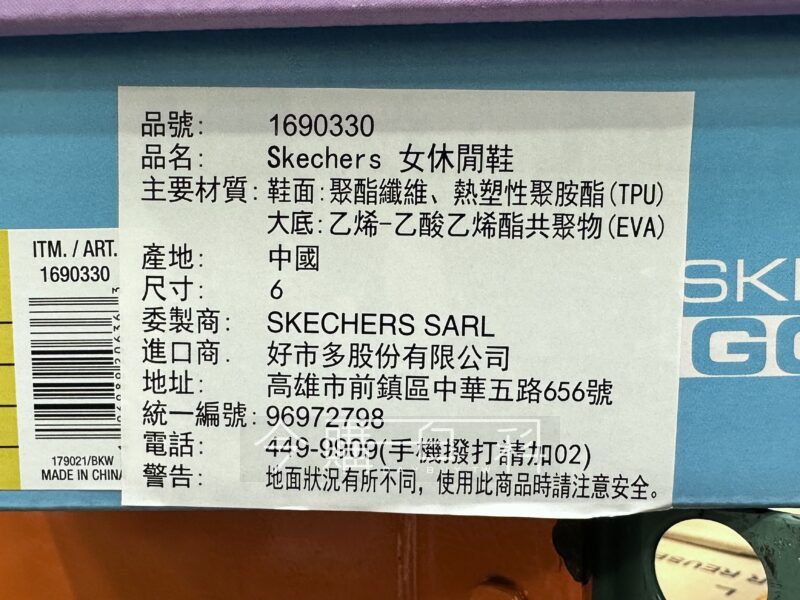 品號: 1690330
品名: Skechers 女休閒鞋
主要材質: 鞋面: 聚酯纖維、熱塑性聚胺酯(TPU)
大底: 乙烯-乙酸乙烯酯共聚物(EVA)
產地: 中國
尺寸: 6
委製商: SKECHERS SARL
進口商. 好市多股份有限公司
地址: 高雄市前鎮區中華五路656號
統一編號: 96972798
電話: 449-9909(手機撥打請加02)
警告: 地面狀況有所不同，使用此商品時請注意安全。
ITM. / ART.
1690330
179021/BKW
MADE IN CHINA
SKE
GO